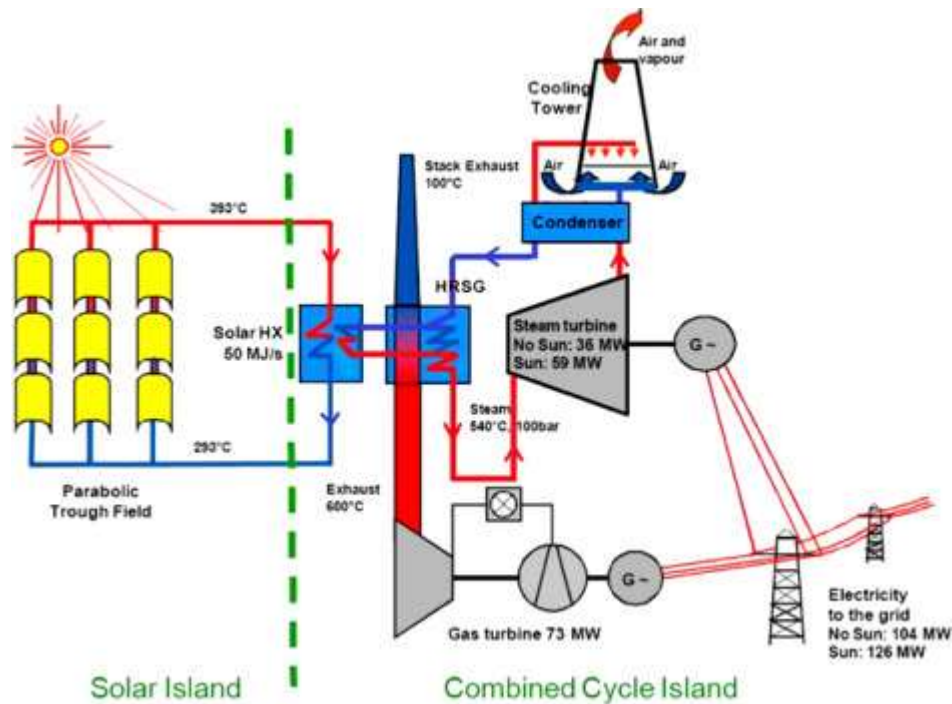 Air and
vapour
Cooling
Tower
Air
Air
Stack Exhaust
100°C
393°C
Condenser
HRSG
Solar HX
50 MJ/s
Steam turbine
No Sun: 36 MW
Sun: 59 MW
G ~
Steam
540°C, 100bar
293°C
Parabolic
Trough Field
Exhaust
600°C
G ~
Gas turbine 73 MW
Electricity
to the grid
No Sun: 104 MW
Sun: 126 MW
Solar Island
Combined Cycle Island